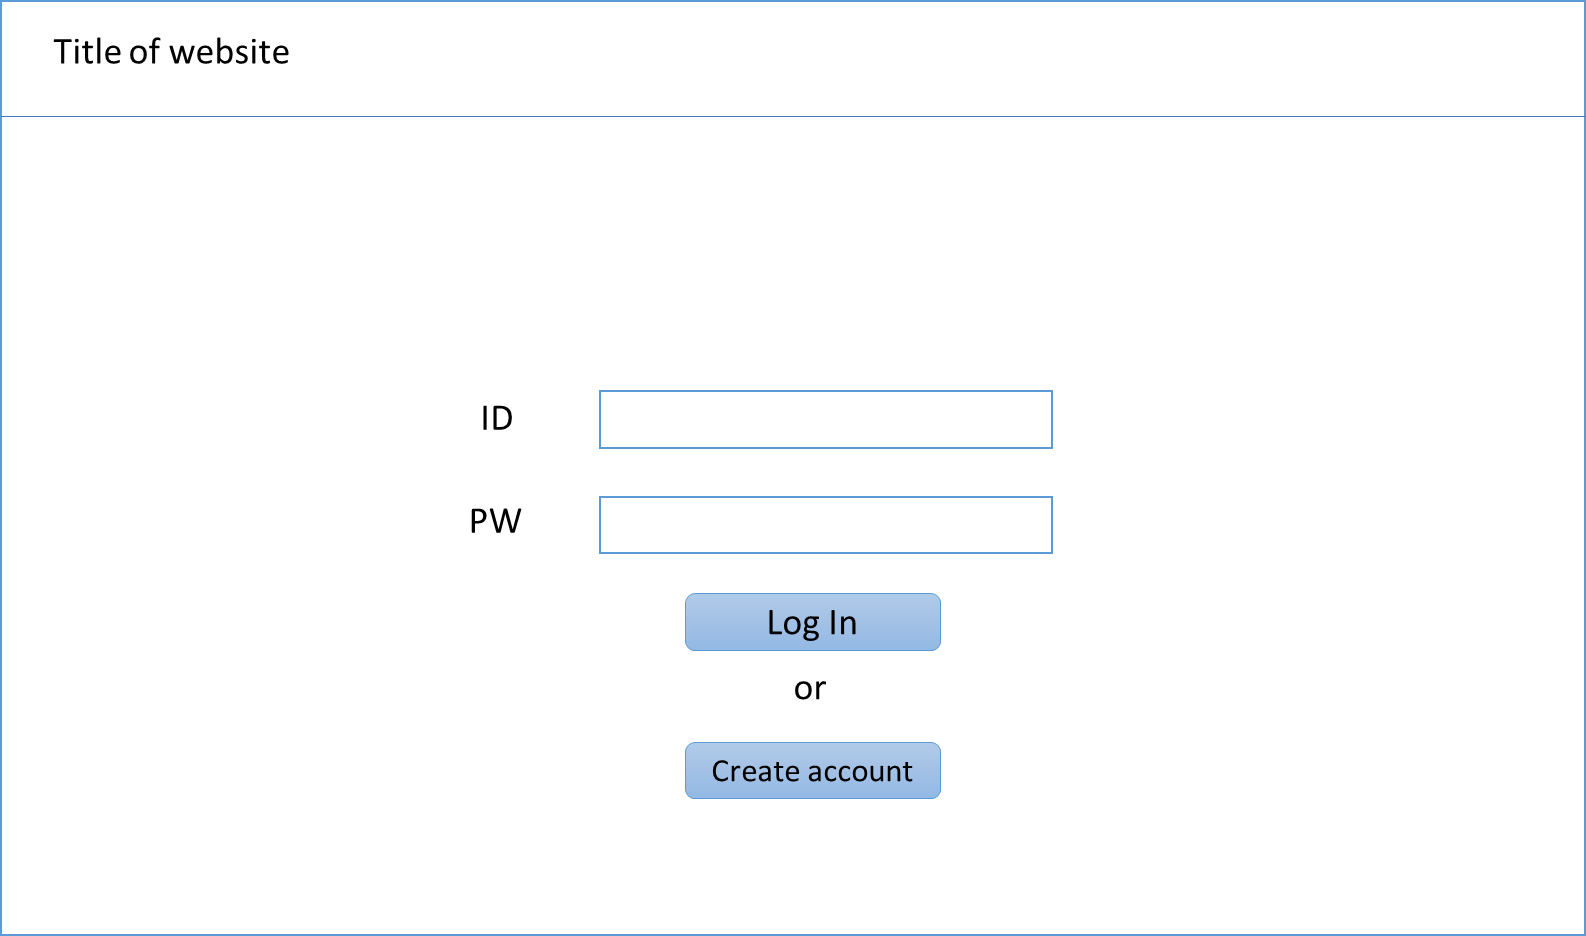 Title of website
ID
PW
Log In
or
Create account